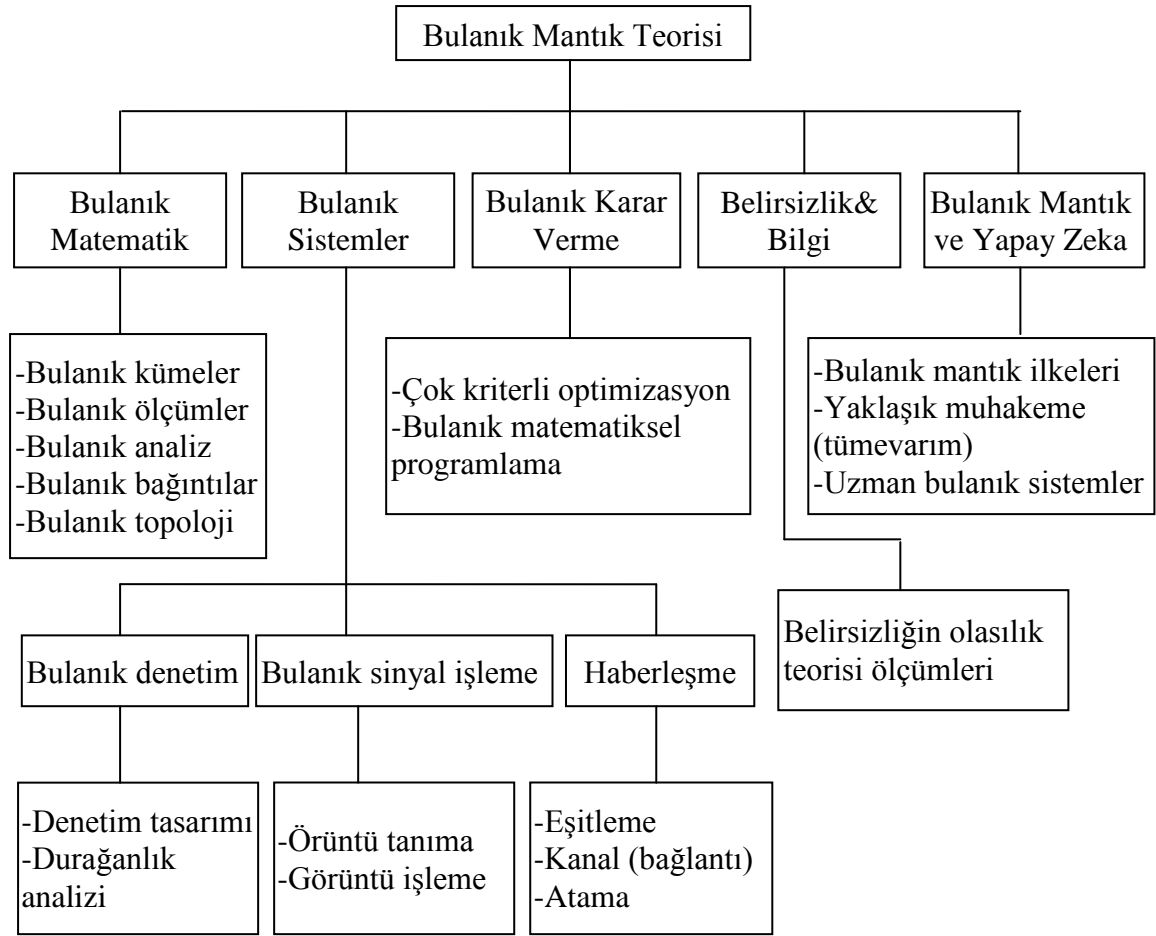 Bulanık Mantık Teorisi
Bulanık
Matematik
Bulanık
Sistemler
Bulanık Karar
Verme
Belirsizlik&
Bilgi
Bulanık Mantık
ve Yapay Zeka
-Bulanık kümeler
-Bulanık ölçümler
-Bulanık analiz
-Bulanık bağıntılar
-Bulanık topoloji
-Çok kriterli optimizasyon
-Bulanık matematiksel
programlama
-Bulanık mantık ilkeleri
-Yaklaşık muhakeme
(tümevarım)
-Uzman bulanık sistemler
Bulanık denetim
Bulanık sinyal işleme
Haberleşme
Belirsizliğin olasılık
teorisi ölçümleri
-Denetim tasarımı
-Durağanlık
analizi
-Örüntü tanıma
-Görüntü işleme
-Eşitleme
-Kanal (bağlantı)
-Atama